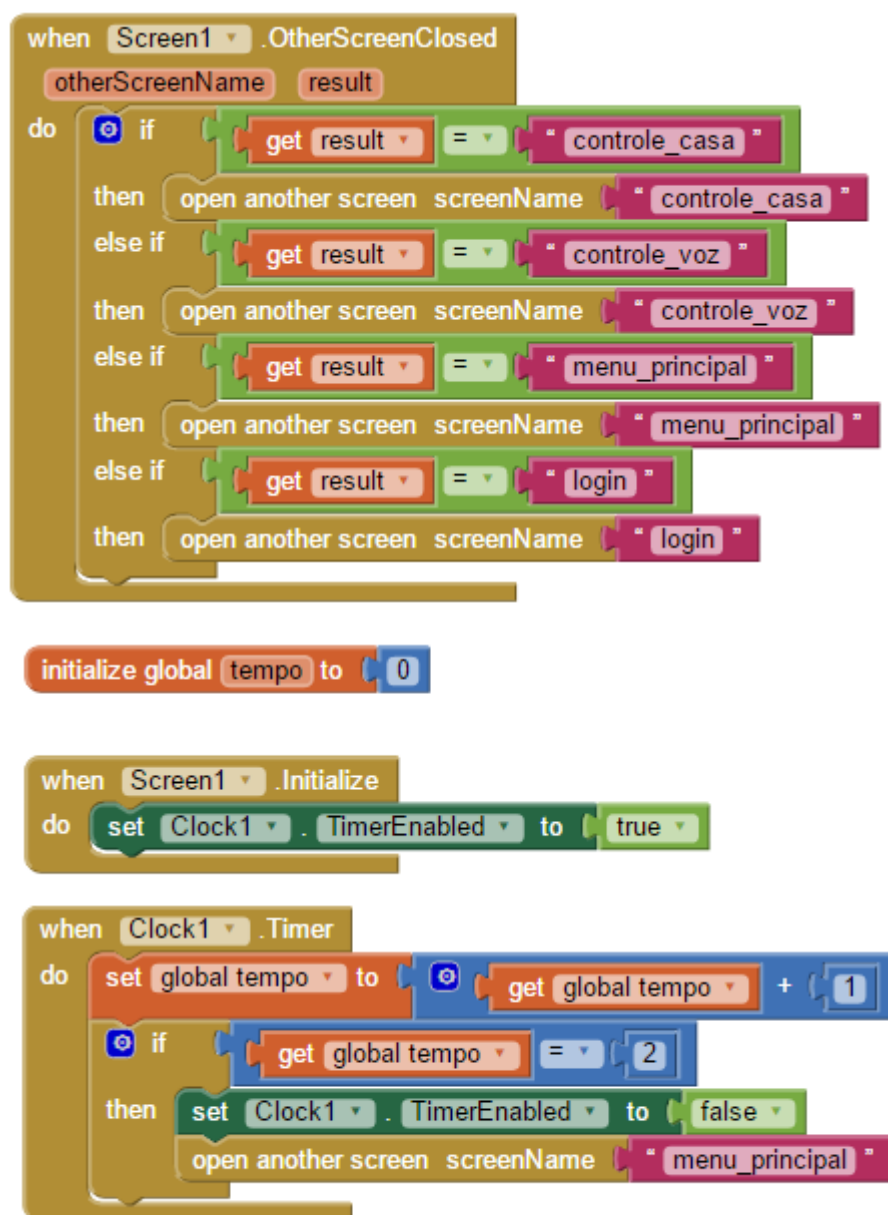 when Screen1 .OtherScreenClosed
otherScreenName result
do if get result = " controle_casa "
then open another screen screenName " controle_casa "
else if get result = " controle_voz "
then open another screen screenName " controle_voz "
else if get result = " menu_principal "
then open another screen screenName " menu_principal "
else if get result = " login "
then open another screen screenName " login "
initialize global tempo to 0
when Screen1 .Initialize
do set Clock1 . TimerEnabled to true
when Clock1 .Timer
do set global tempo to get global tempo + 1
if get global tempo = 2
then set Clock1 . TimerEnabled to false
open another screen screenName " menu_principal "